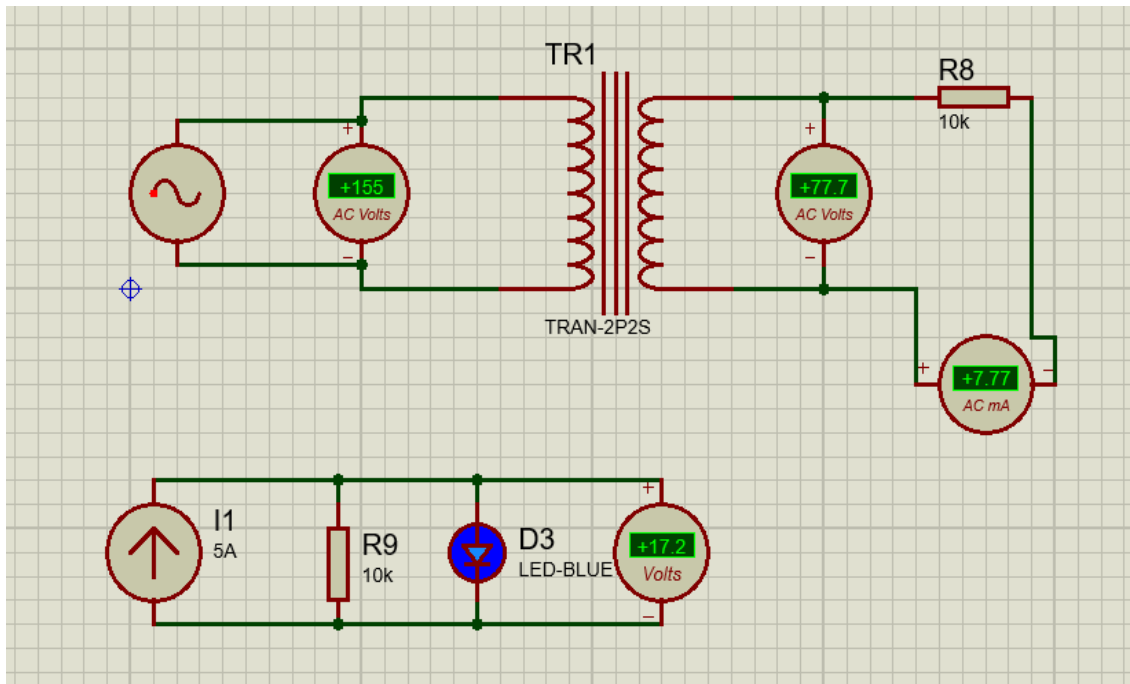 TR1
R8
10k
+
+155
AC Volts
−
+
+77.7
AC Volts
−
TRAN-2P2S
+
+7.77
AC mA
−
I1
5A
R9
10k
D3
LED-BLUE
+
+17.2
Volts
−